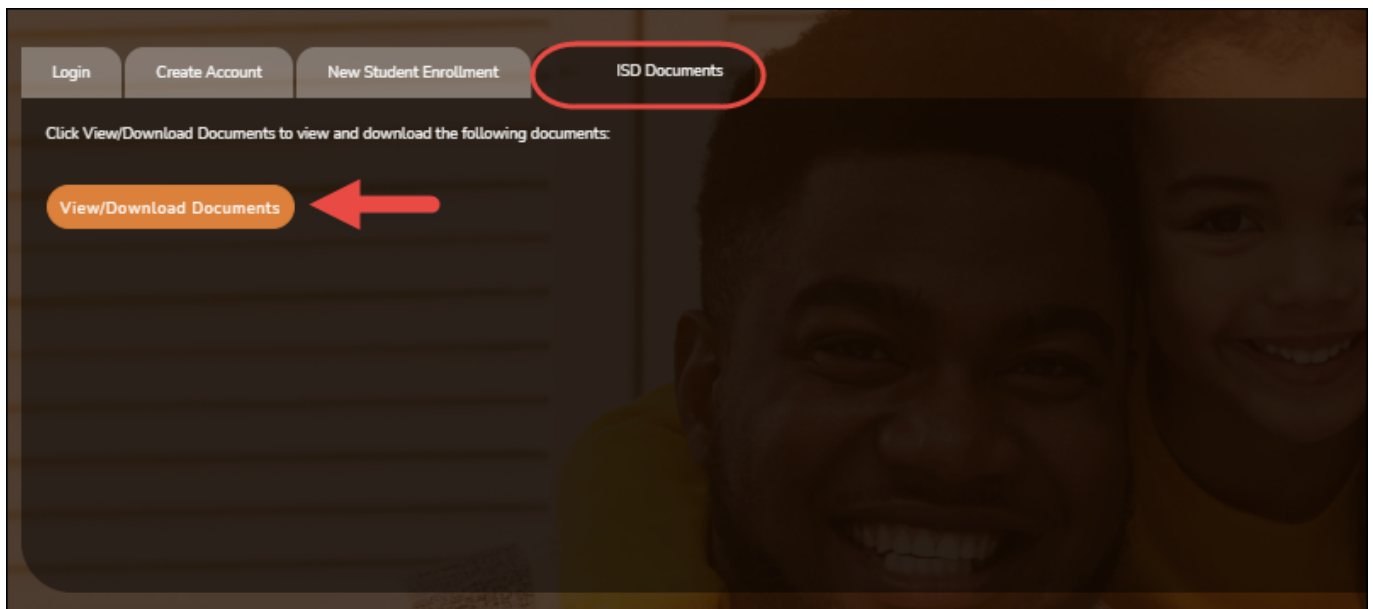 Login
Create Account
New Student Enrollment
ISD Documents
Click View/Download Documents to view and download the following documents:
View/Download Documents